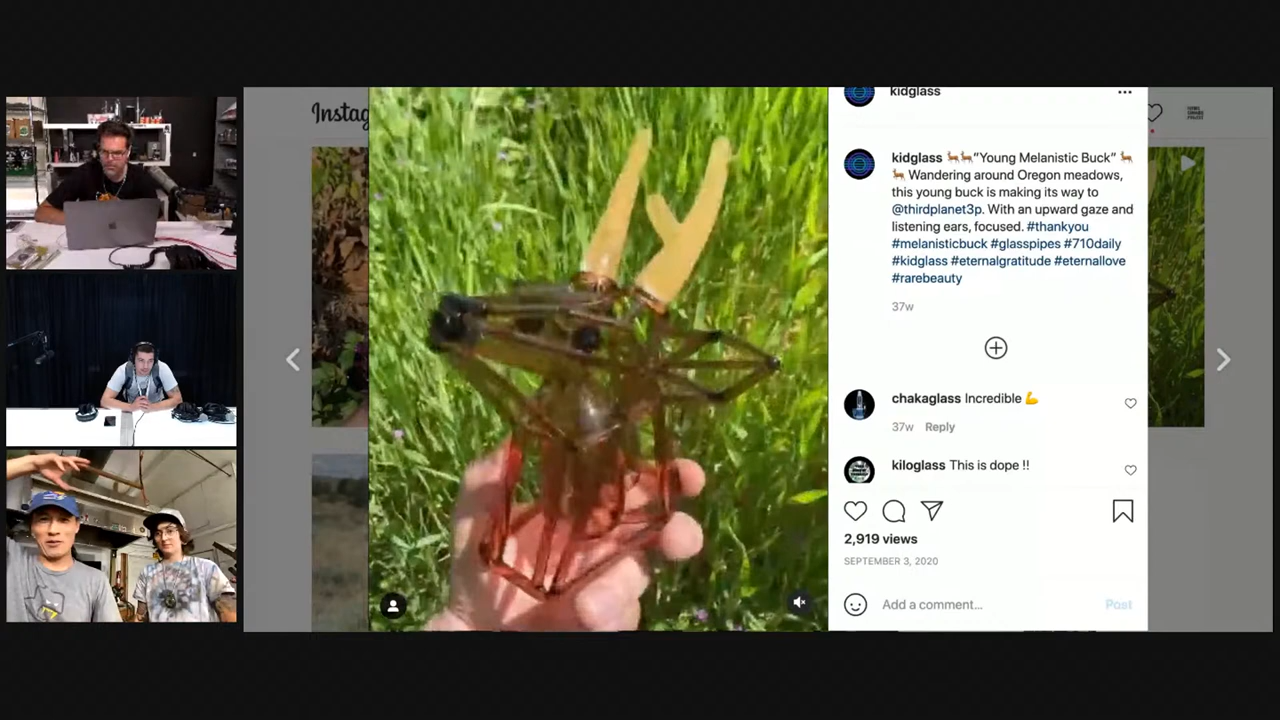 Instag
kidglass
kidglass 🦌🦌"Young Melanistic Buck" 🦌
🦌 Wandering around Oregon meadows,
this young buck is making its way to
@thirdplanet3p. With an upward gaze and
listening ears, focused. #thankyou
#melanisticbuck #glasspipes #710daily
#kidglass #eternalgratitude #eternallove
#rarebeauty
37w
chakaglass Incredible 💪
37w Reply
kiloglass This is dope !!
2,919 views
SEPTEMBER 3, 2020
Add a comment...
Post